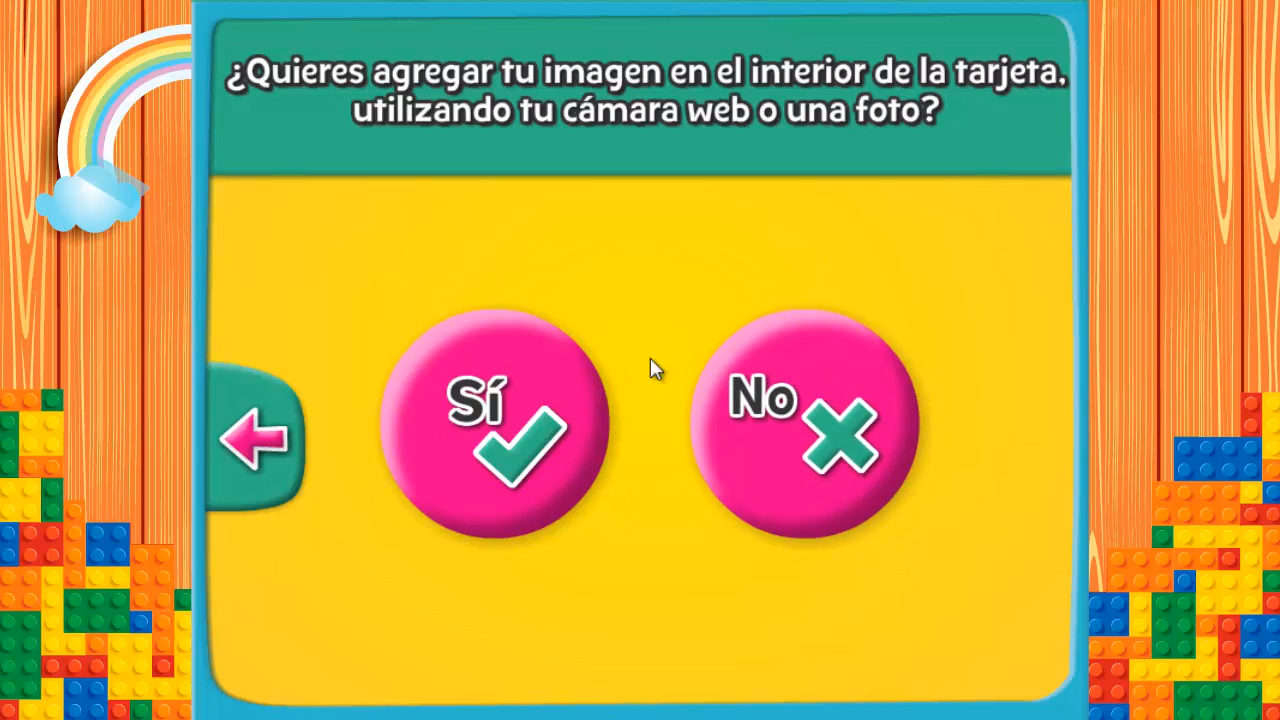 ¿Quieres agregar tu imagen en el interior de la tarjeta,
utilizando tu cámara web o una foto?
Sí
No